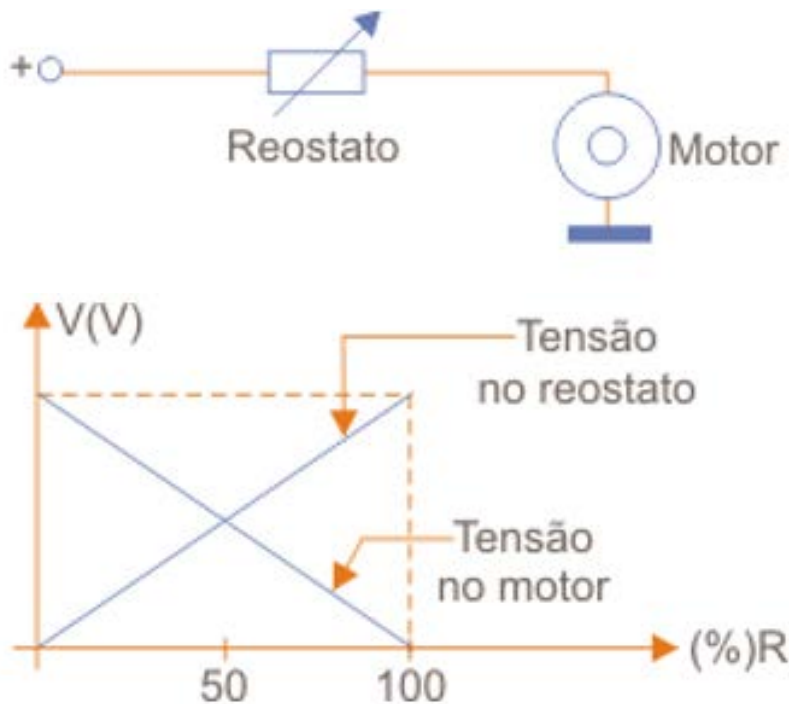 +
Reostato
Motor
V(V)
Tensão
no reostato
Tensão
no motor
(%)R
50
100